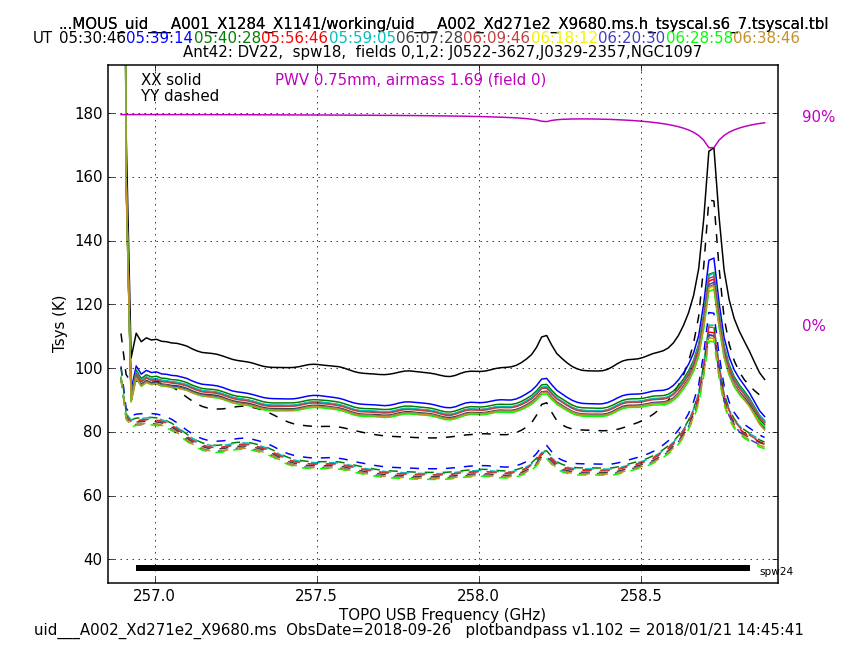 ...MOUS_uid___A001_X1284_X1141/working/uid___A002_Xd271e2_X9680.ms.h_tsyscal.s6_7.tsyscal.tbl
UT 05:30:46 05:39:14 05:40:28 05:56:46 05:59:05 06:07:28 06:09:46 06:18:12 06:20:30 06:28:58 06:38:46
Ant42: DV22, spw18, fields 0,1,2: J0522-3627,J0329-2357,NGC1097
XX solid
YY dashed
PWV 0.75mm, airmass 1.69 (field 0)
90%
0%
180
160
140
120
100
80
60
40
Tsys (K)
spw24
257.0 257.5 258.0 258.5
TOPO USB Frequency (GHz)
uid___A002_Xd271e2_X9680.ms ObsDate=2018-09-26 plotbandpass v1.102 = 2018/01/21 14:45:41